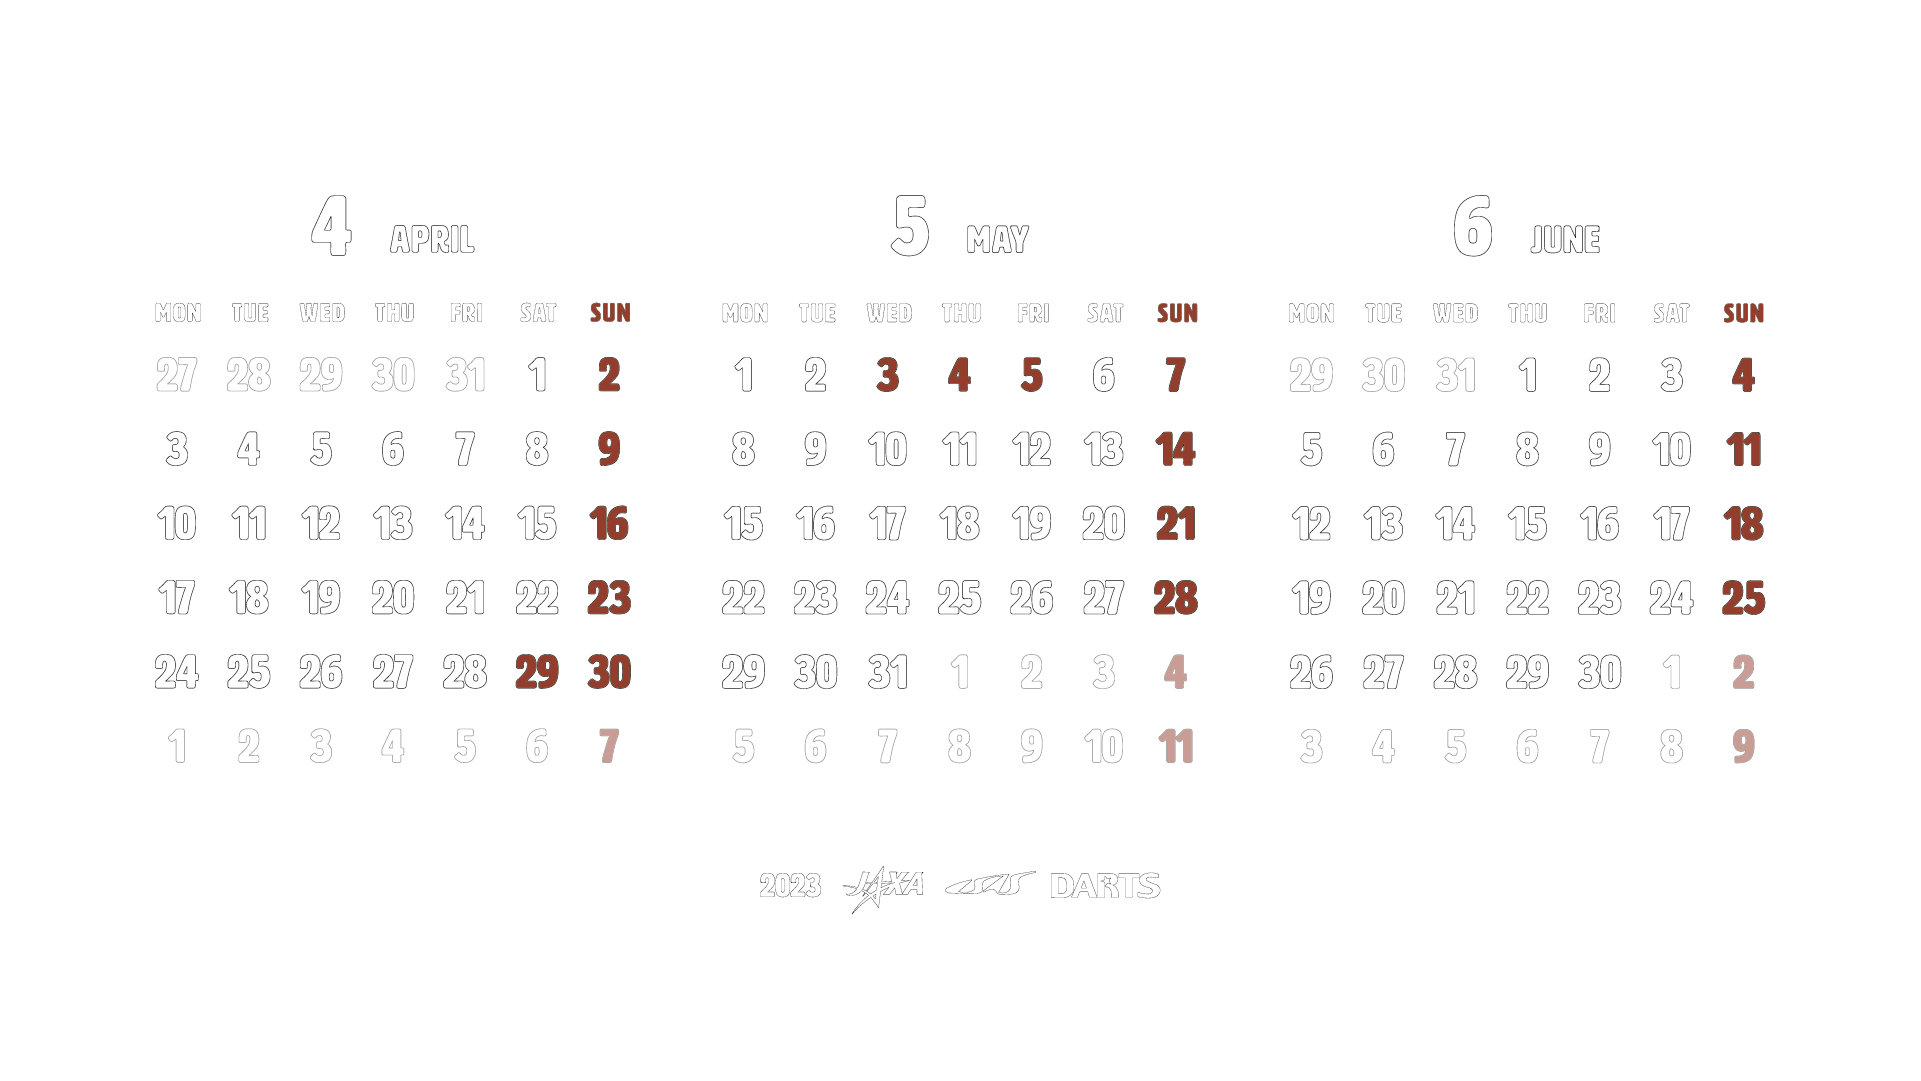 4 APRIL
MON TUE WED THU FRI SAT SUN
27 28 29 30 31 1 2
3 4 5 6 7 8 9
10 11 12 13 14 15 16
17 18 19 20 21 22 23
24 25 26 27 28 29 30
1 2 3 4 5 6 7
5 MAY
MON TUE WED THU FRI SAT SUN
1 2 3 4 5 6 7
8 9 10 11 12 13 14
15 16 17 18 19 20 21
22 23 24 25 26 27 28
29 30 31 1 2 3 4
5 6 7 8 9 10 11
6 JUNE
MON TUE WED THU FRI SAT SUN
29 30 31 1 2 3 4
5 6 7 8 9 10 11
12 13 14 15 16 17 18
19 20 21 22 23 24 25
26 27 28 29 30 1 2
3 4 5 6 7 8 9
2023 JAXA ISAS DARTS